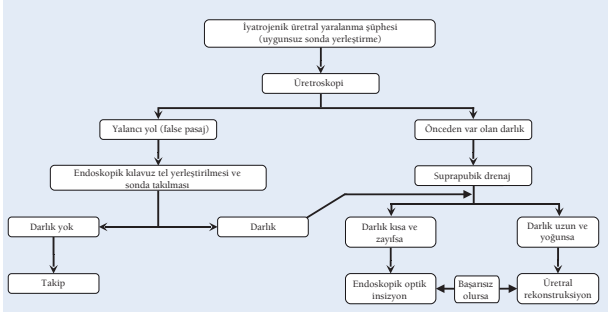 İyatrojenik üretral yaralanma şüphesi
(uygunsuz sonda yerleştirme)
Üretroskopi
Yalancı yol (false pasaj)
Önceden var olan darlık
Endoskopik kılavuz tel yerleştirilmesi ve
sonda takılması
Suprapubik drenaj
Darlık yok
Darlık
Darlık kısa ve
zayıfsa
Darlık uzun ve
yoğunsa
Takip
Endoskopik optik
insizyon
Başarısız
olursa
Üretral
rekonstruksiyon